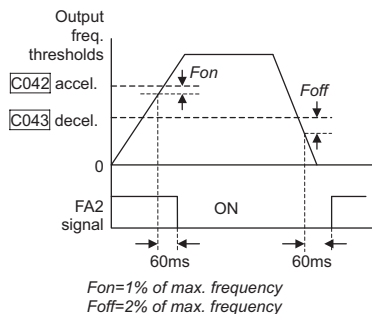 Output
freq.
thresholds
Fon
C042 accel.
Foff
C043 decel.
0
FA2
signal
ON
60ms 60ms
Fon=1% of max. frequency
Foff=2% of max. frequency